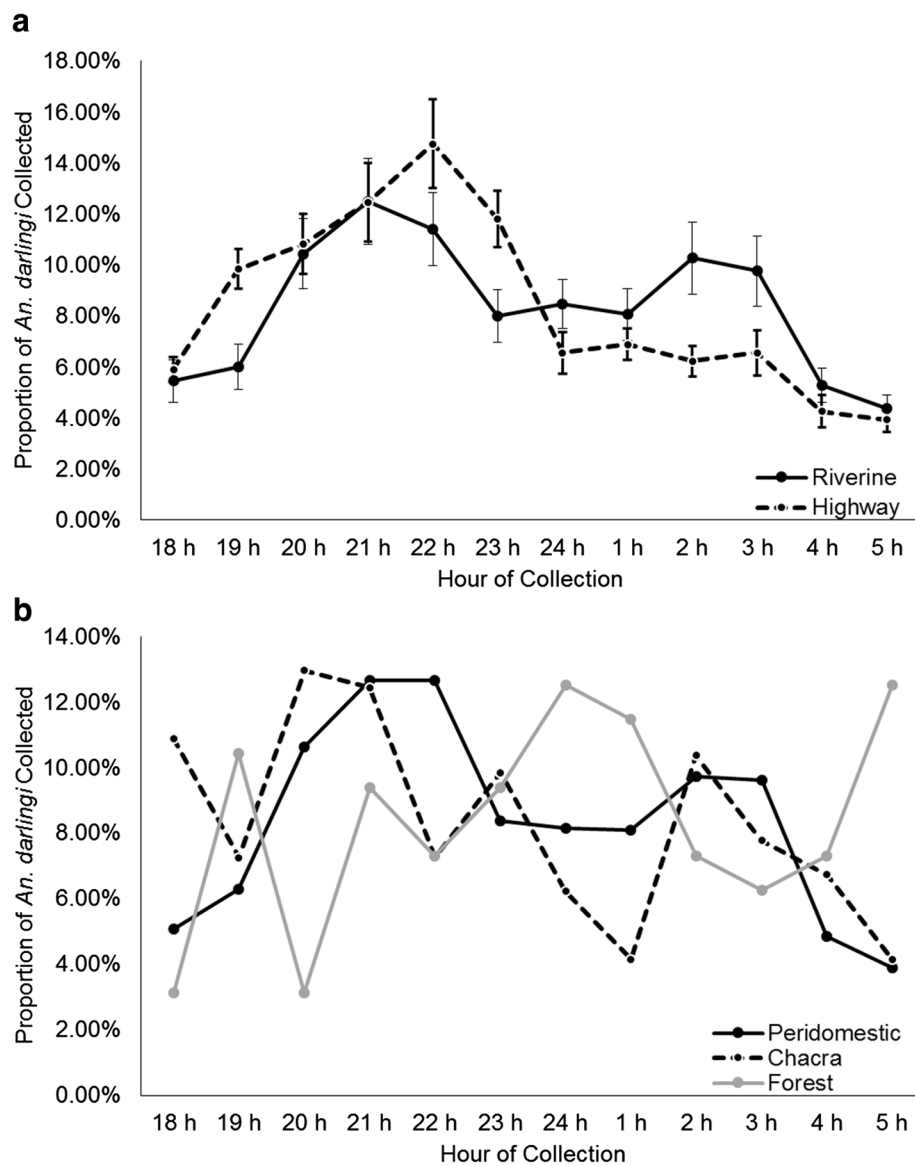 a
Proportion of An. darlingi Collected
18.00%
16.00%
14.00%
12.00%
10.00%
8.00%
6.00%
4.00%
2.00%
0.00%
Riverine
Highway
18 h 19 h 20 h 21 h 22 h 23 h 24 h 1 h 2 h 3 h 4 h 5 h
Hour of Collection
b
Proportion of An. darlingi Collected
14.00%
12.00%
10.00%
8.00%
6.00%
4.00%
2.00%
0.00%
Peridomestic
Chacra
Forest
18 h 19 h 20 h 21 h 22 h 23 h 24 h 1 h 2 h 3 h 4 h 5 h
Hour of Collection